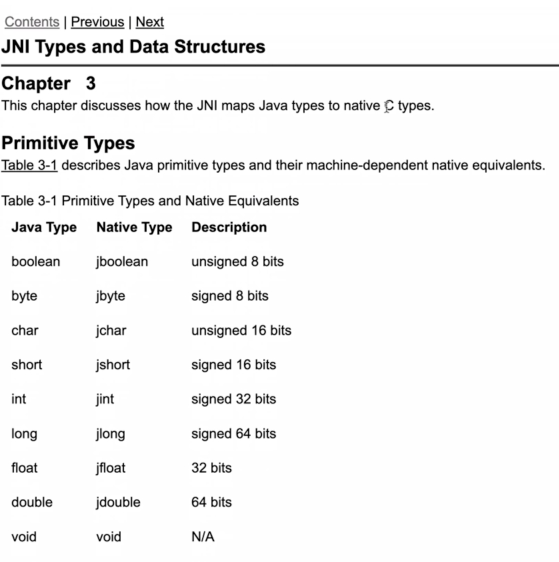 Contents | Previous | Next
JNI Types and Data Structures
Chapter 3
This chapter discusses how the JNI maps Java types to native C types.
Primitive Types
Table 3-1 describes Java primitive types and their machine-dependent native equivalents.
Table 3-1 Primitive Types and Native Equivalents
Java Type Native Type Description
boolean jboolean unsigned 8 bits
byte jbyte signed 8 bits
char jchar unsigned 16 bits
short jshort signed 16 bits
int jint signed 32 bits
long jlong signed 64 bits
float jfloat 32 bits
double jdouble 64 bits
void void N/A